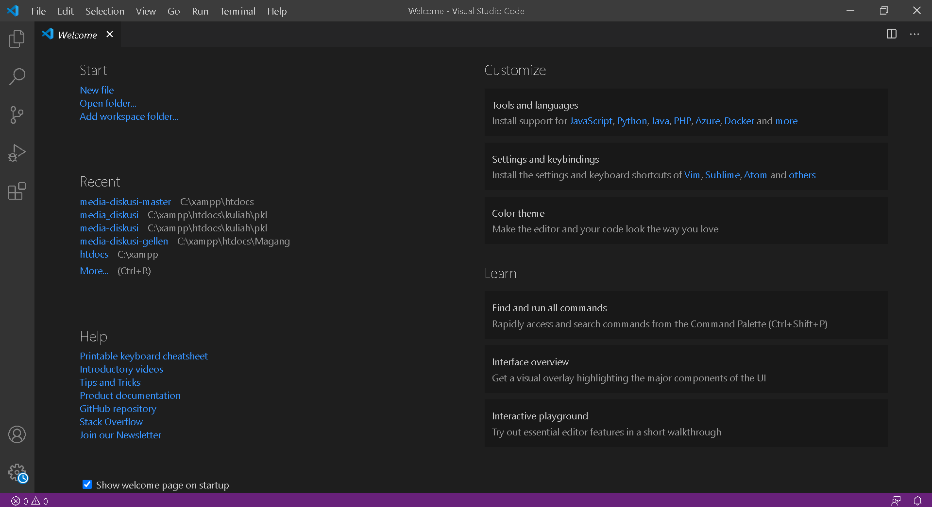 File Edit Selection View Go Run Terminal Help
Welcome - Visual Studio Code
Welcome
Start
New file
Open folder...
Add workspace folder...
Recent
media-diskusi-master C:\xampp\htdocs
media_diskusi C:\xampp\htdocs\kuliah\pkl
media_diskusi C:\xampp\htdocs\kuliah\pkl
media-diskusi-gellen C:\xampp\htdocs\Magang
htdocs C:\xampp
More... (Ctrl+R)
Help
Printable keyboard cheatsheet
Introductory videos
Tips and Tricks
Product documentation
GitHub repository
Stack Overflow
Join our Newsletter
Show welcome page on startup
Customize
Tools and languages
Install support for JavaScript, Python, Java, PHP, Azure, Docker and more
Settings and keybindings
Install the settings and keyboard shortcuts of Vim, Sublime, Atom and others
Color theme
Make the editor and your code look the way you love
Learn
Find and run all commands
Rapidly access and search commands from the Command Palette (Ctrl+Shift+P)
Interface overview
Get a visual overlay highlighting the major components of the UI
Interactive playground
Try out essential editor features in a short walkthrough
0 0